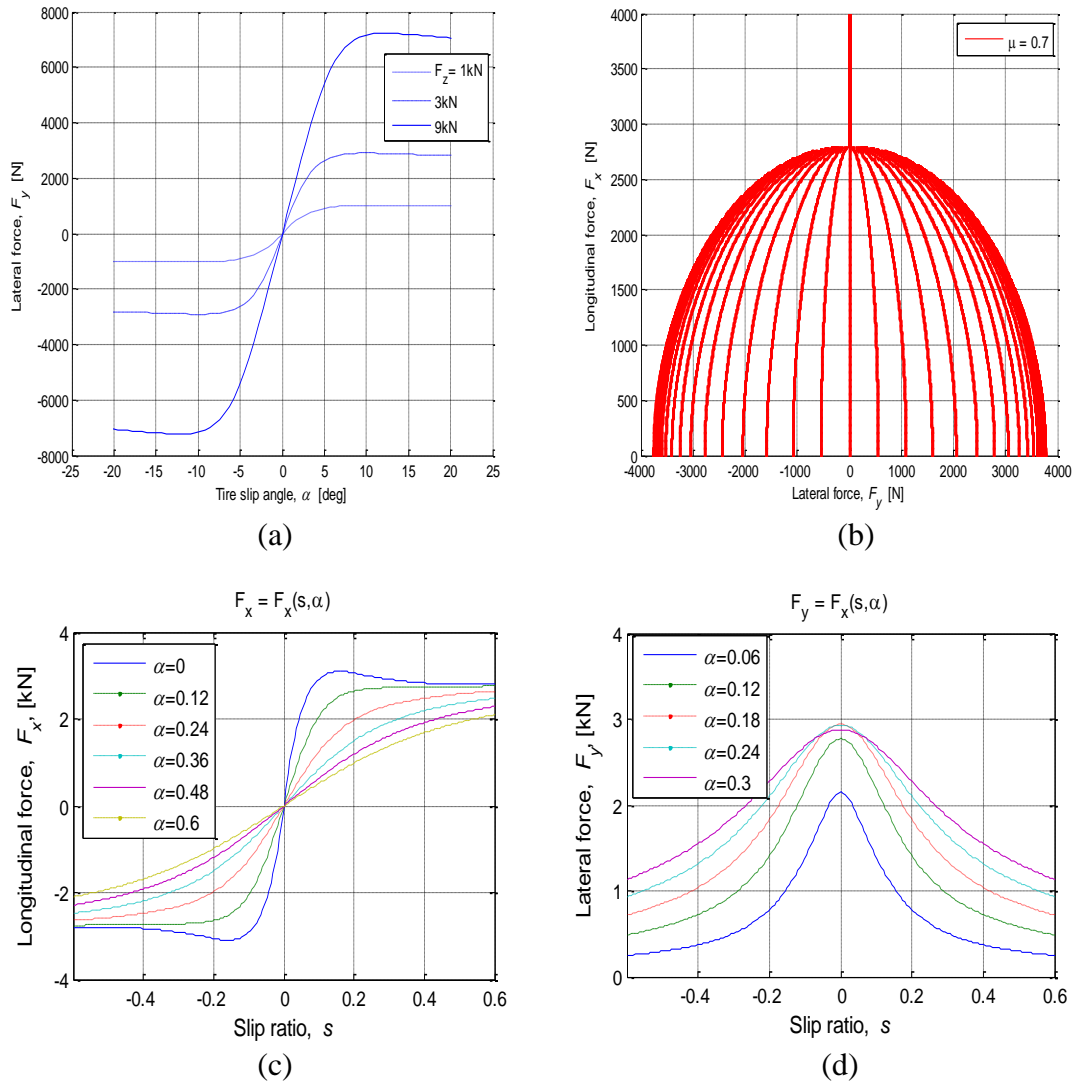 8000
6000
4000
2000
0
-2000
-4000
-6000
8000
25
-20
-15
-10
-5
0
5
10
15
20
25
Lateral force, F_y [N]
Tire slip angle, α [deg]
F_z= 1kN
3kN
9kN
(a)
4000
3500
3000
2500
2000
1500
1000
500
0
-4000
-3000
-2000
-1000
0
1000
2000
3000
4000
Longitudinal force, F_x [N]
Lateral force, F_y [N]
μ = 0.7
(b)
F_x = F_x(s,α)
4
2
0
-2
-4
-0.4
-0.2
0
0.2
0.4
0.6
Longitudinal force, F_x, [kN]
Slip ratio, s
α=0
α=0.12
α=0.24
α=0.36
α=0.48
α=0.6
(c)
F_y = F_x(s,α)
4
3
2
1
0
-0.4
-0.2
0
0.2
0.4
0.6
Lateral force, F_y, [kN]
Slip ratio, s
α=0.06
α=0.12
α=0.18
α=0.24
α=0.3
(d)